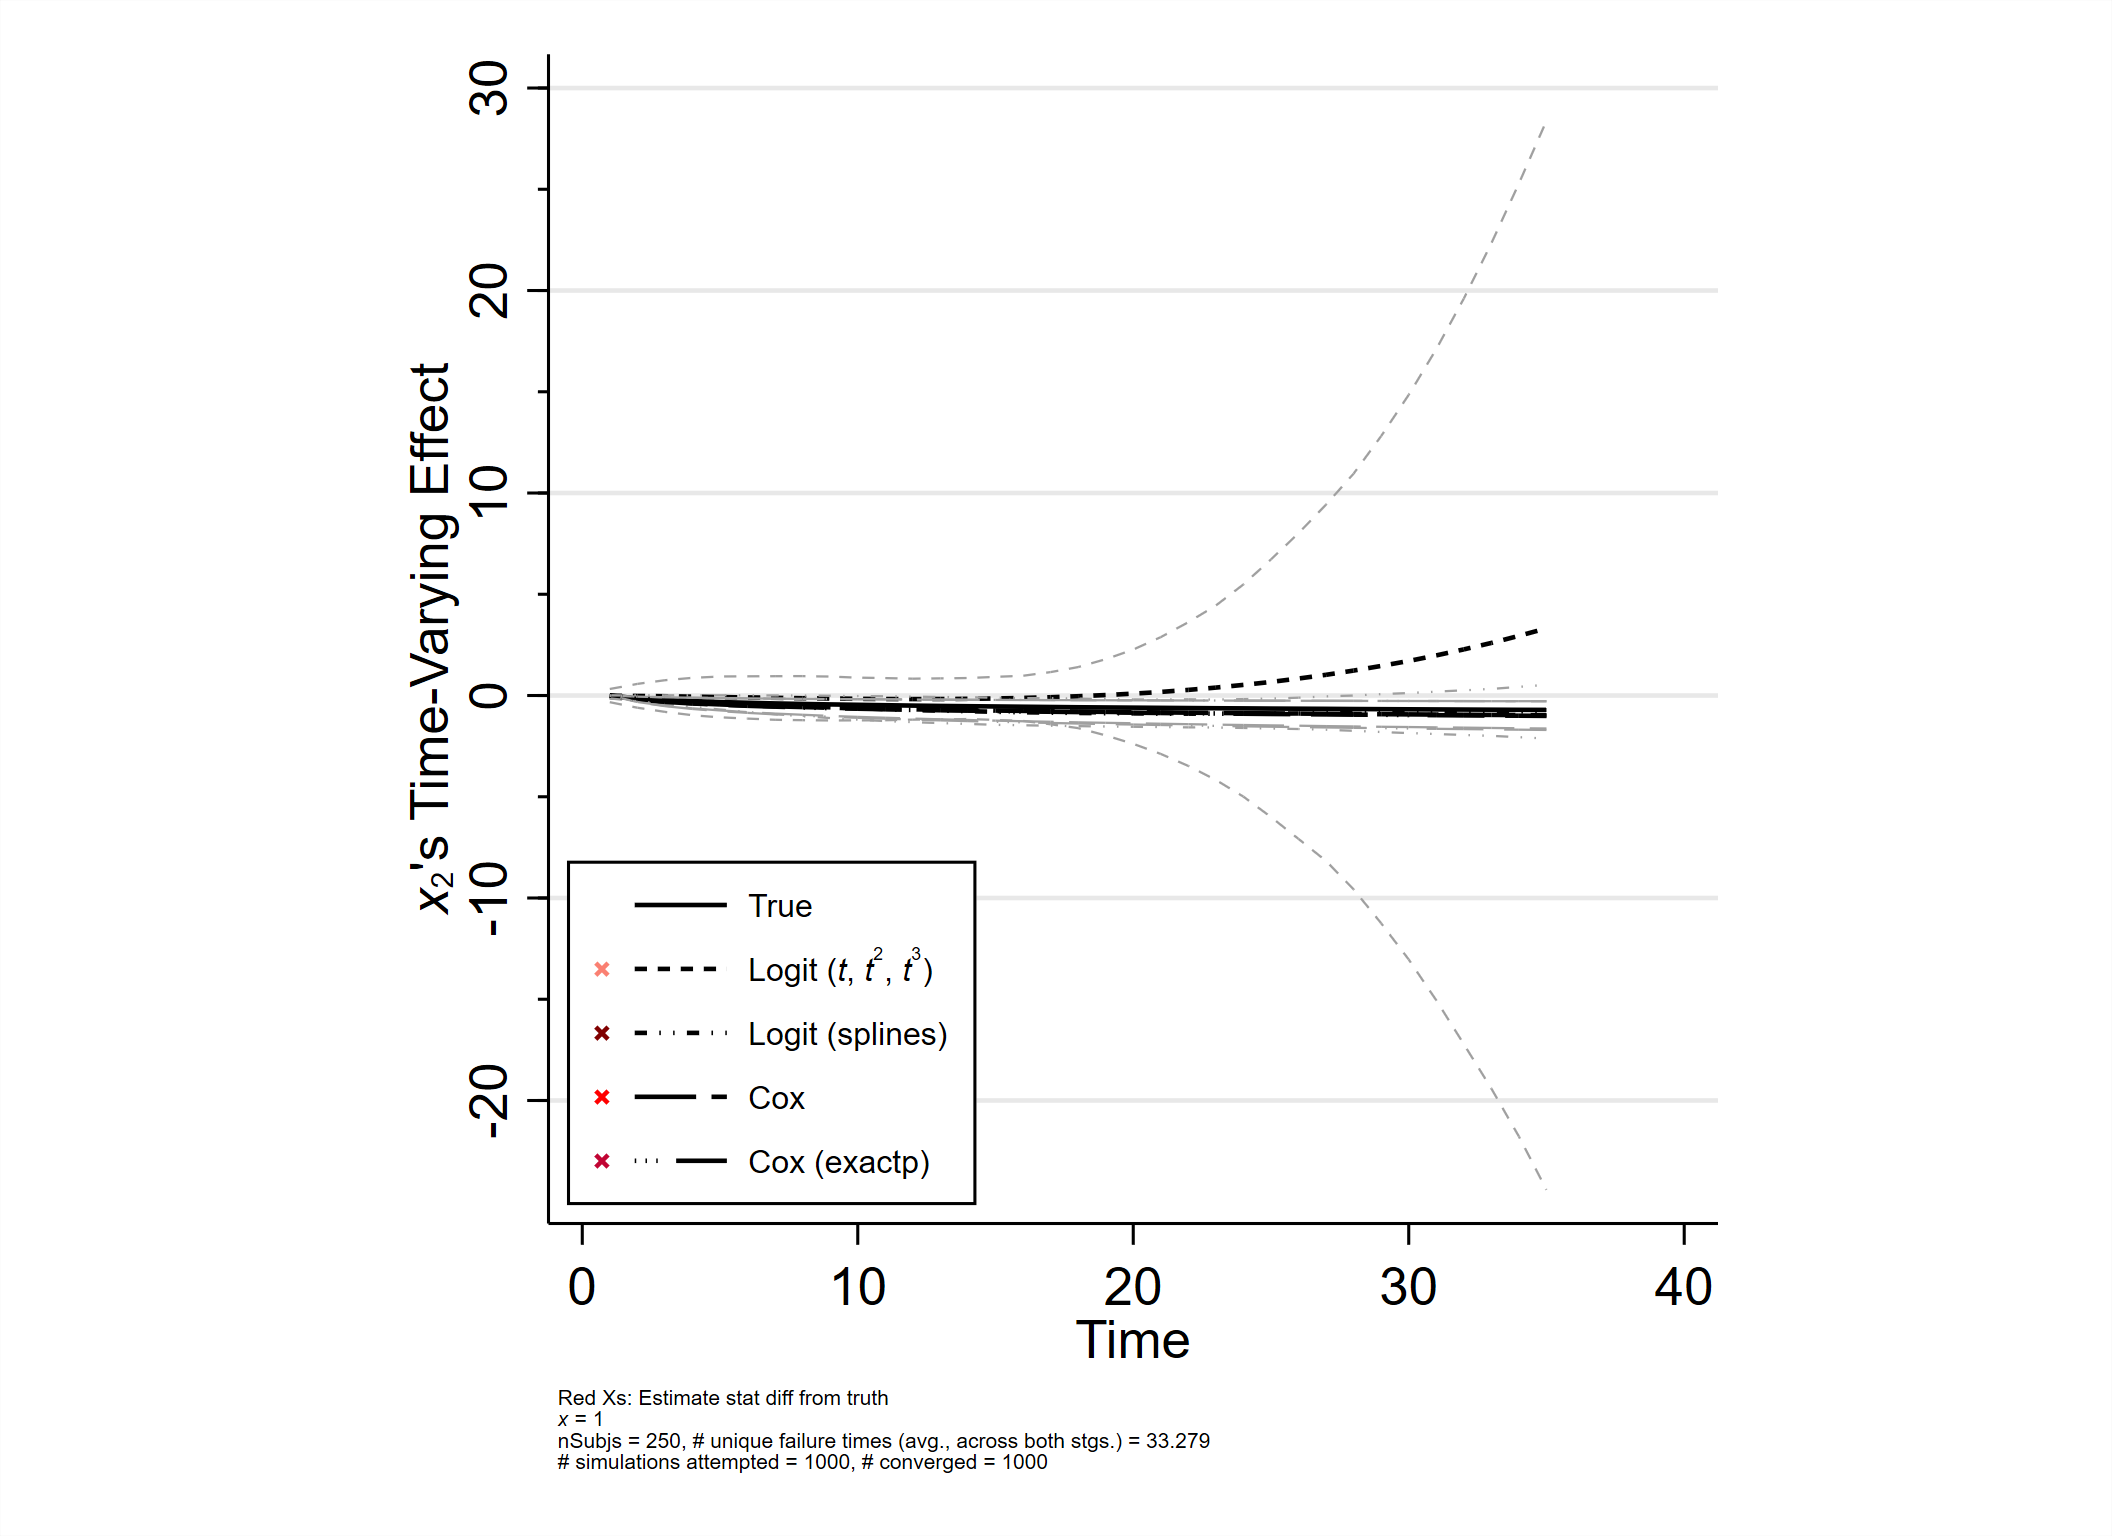 30
20
10
0
-10
-20
x₂'s Time-Varying Effect
True
Logit (t, t², t³)
Logit (splines)
Cox
Cox (exactp)
0 10 20 30 40
Time
Red Xs: Estimate stat diff from truth
x = 1
nSubjs = 250, # unique failure times (avg., across both stgs.) = 33.279
# simulations attempted = 1000, # converged = 1000